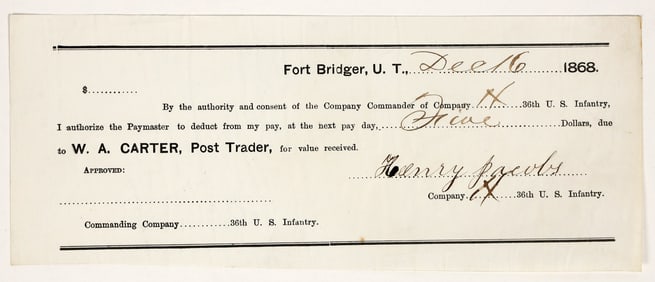 Fort Bridger, U. T., Dec 16 1868.
$............
By the authority and consent of the Company Commander of Company H 36th U. S. Infantry,
I authorize the Paymaster to deduct from my pay, at the next pay day, Five Dollars, due
to W. A. CARTER, Post Trader, for value received.
APPROVED:
Henry Jacobs
Company H 36th U. S. Infantry.
Commanding Company............36th U. S. Infantry.